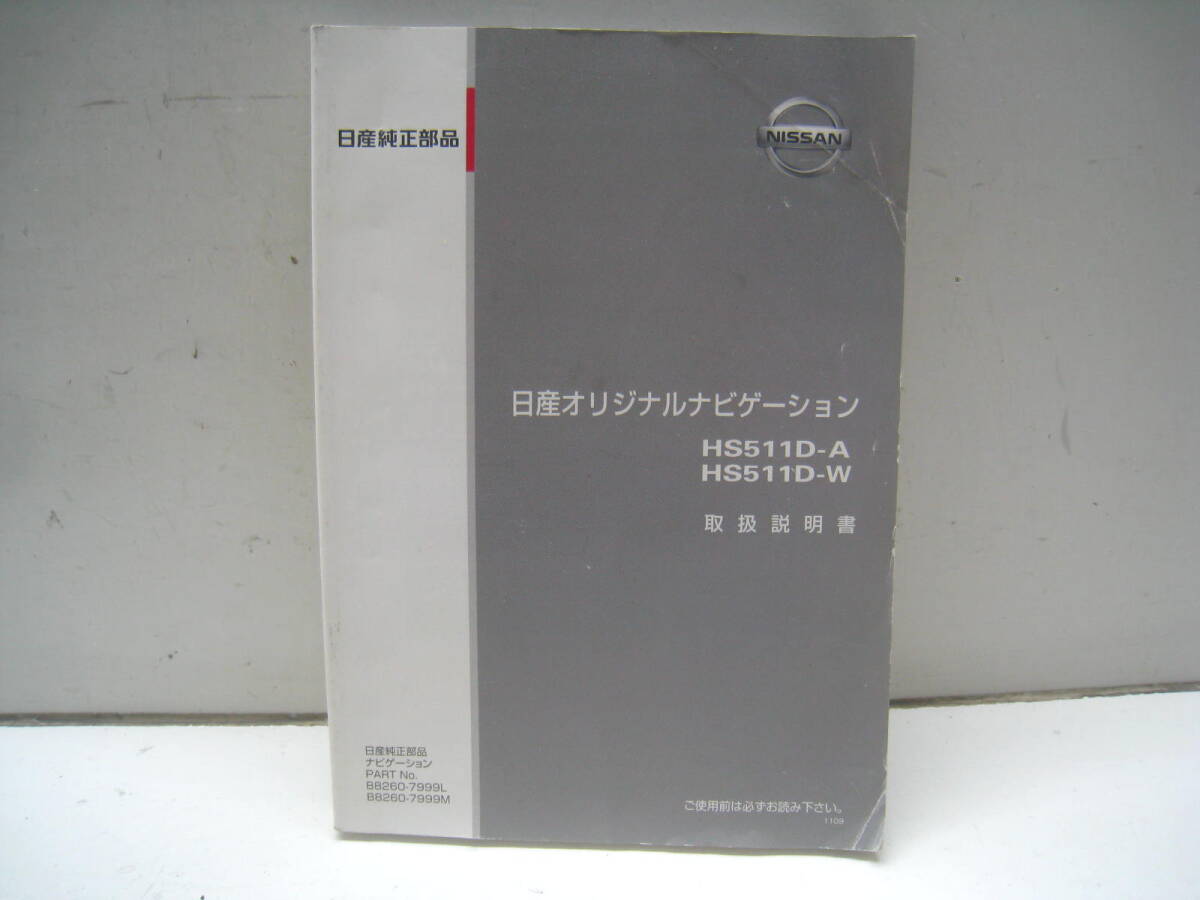 日産純正部品
NISSAN
日産オリジナルナビゲーション
HS511D-A
HS511D-W
取扱説明書
日産純正部品
ナビゲーション
PART No.
B8260-7999L
B8260-7999M
ご使用前は必ずお読み下さい。
1109